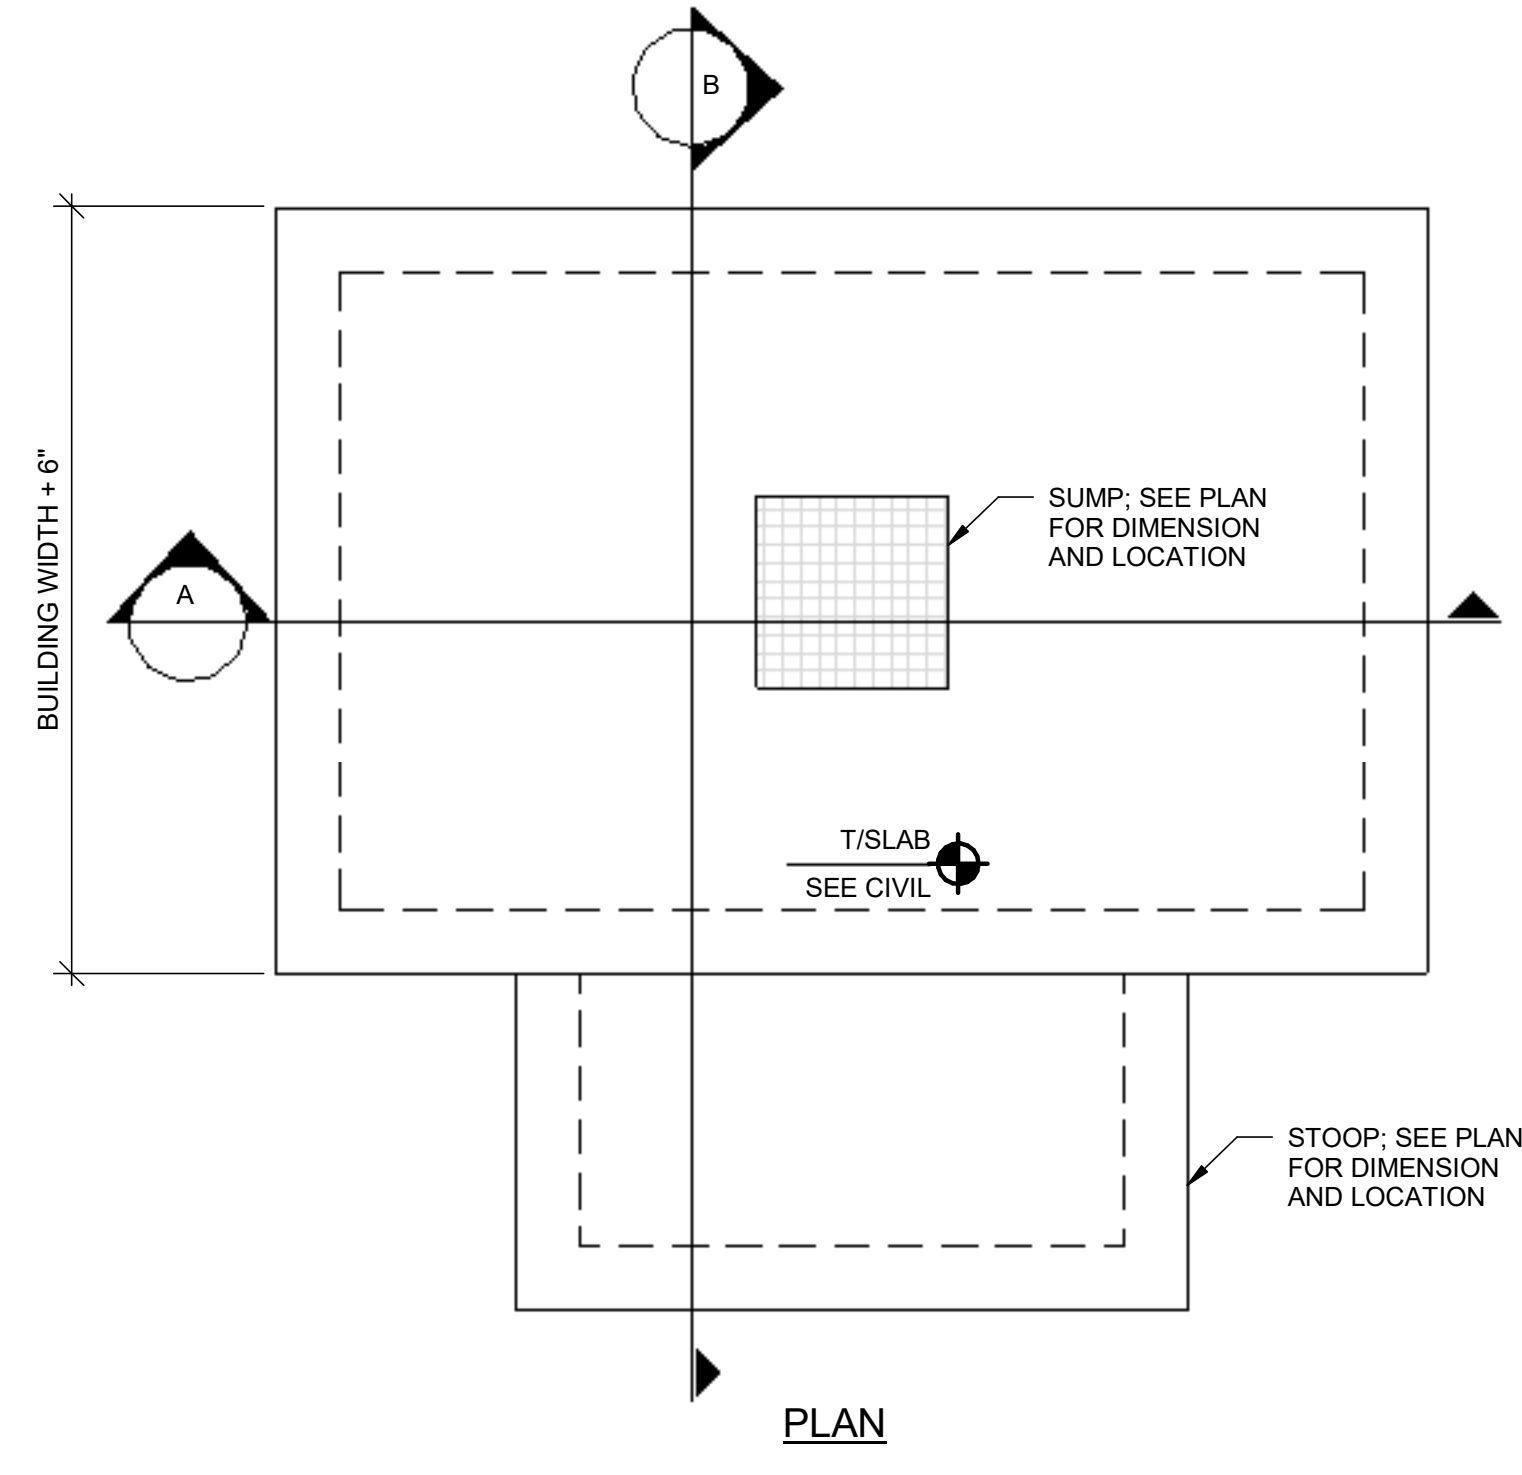 B
SUMP; SEE PLAN
FOR DIMENSION
AND LOCATION
BUILDING WIDTH + 6"
A
T/SLAB
SEE CIVIL
STOOP; SEE PLAN
FOR DIMENSION
AND LOCATION
PLAN